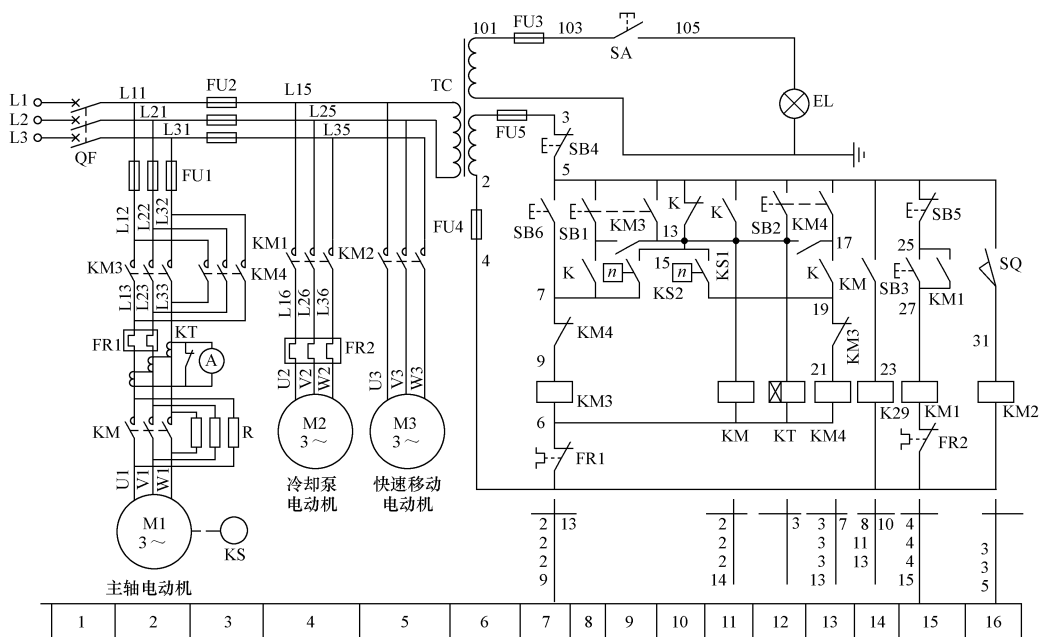 101 FU3 103 105
SA
TC
L11 FU2 L15
L1
L21 L25
L2
L31 L35
L3
QF
FU1
FU5 3
SB4
EL
5
2
FU4
4
L12 L22 L32
KM3 KM4
L13 L23 L33
KM1 KM2
L16 L26 L36
SB6 SB1 KM3 K 13 K SB2 KM4 17 SB5
25
K n 15 n KS1 K KM SB3 KM1 SQ
7 KS2 19 27
KM4 KM3 31
9 21 23
KM3 KM KT KM4 K29 KM1 KM2
6
FR1 FR2
FR1 KT A FR2
U2 V2 W2 U3 V3 W3
KM R
M2
3～
M3
3～
冷却泵
电动机
快速移动
电动机
U1 V1 W1
M1
3～
KS
主轴电动机
2 13 2 3 3 7 8 10 4
2 2 3 11 4 3
2 2 3 13 4 3
9 14 13 15 5
1 2 3 4 5 6 7 8 9 10 11 12 13 14 15 16